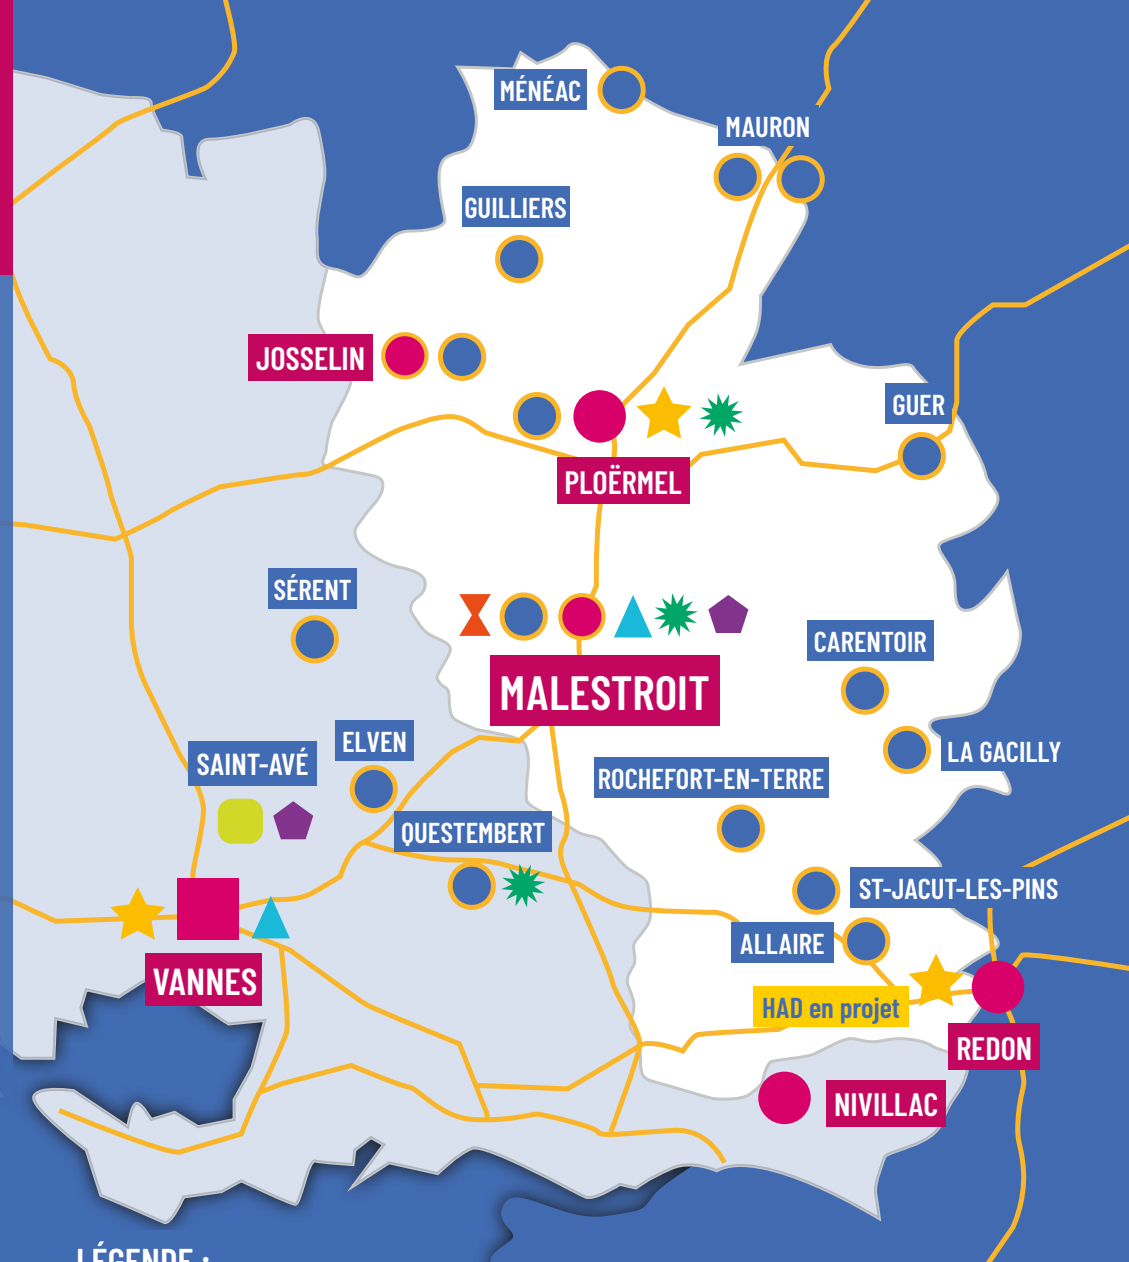 MÉNÉAC
MAURON
GUILLIERS
JOSSELIN
GUER
PLOËRMEL
SÉRENT
CARENTOIR
MALESTROIT
ELVEN
LA GACILLY
SAINT-AVÉ
ROCHEFORT-EN-TERRE
QUESTEMBERT
ST-JACUT-LES-PINS
ALLAIRE
VANNES
HAD en projet
REDON
NIVILLAC
LÉGENDE :